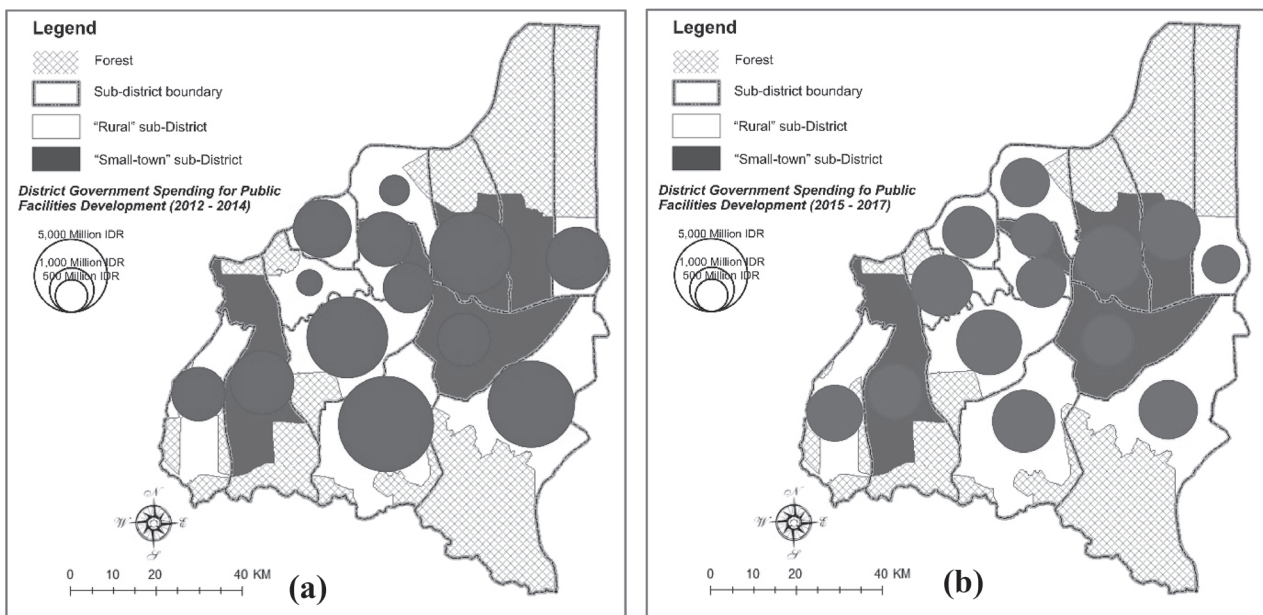 Legend
Forest
Sub-district boundary
“Rural” sub-District
“Small-town” sub-District
District Government Spending for Public
Facilities Development (2012 - 2014)
5,000 Million IDR
1,000 Million IDR
500 Million IDR
N
W
E
S
0 10 20 40 KM
(a)
Legend
Forest
Sub-district boundary
“Rural” sub-District
“Small-town” sub-District
District Government Spending fo Public
Facilities Development (2015 - 2017)
5,000 Million IDR
1,000 Million IDR
500 Million IDR
N
W
E
S
0 10 20 40 KM
(b)